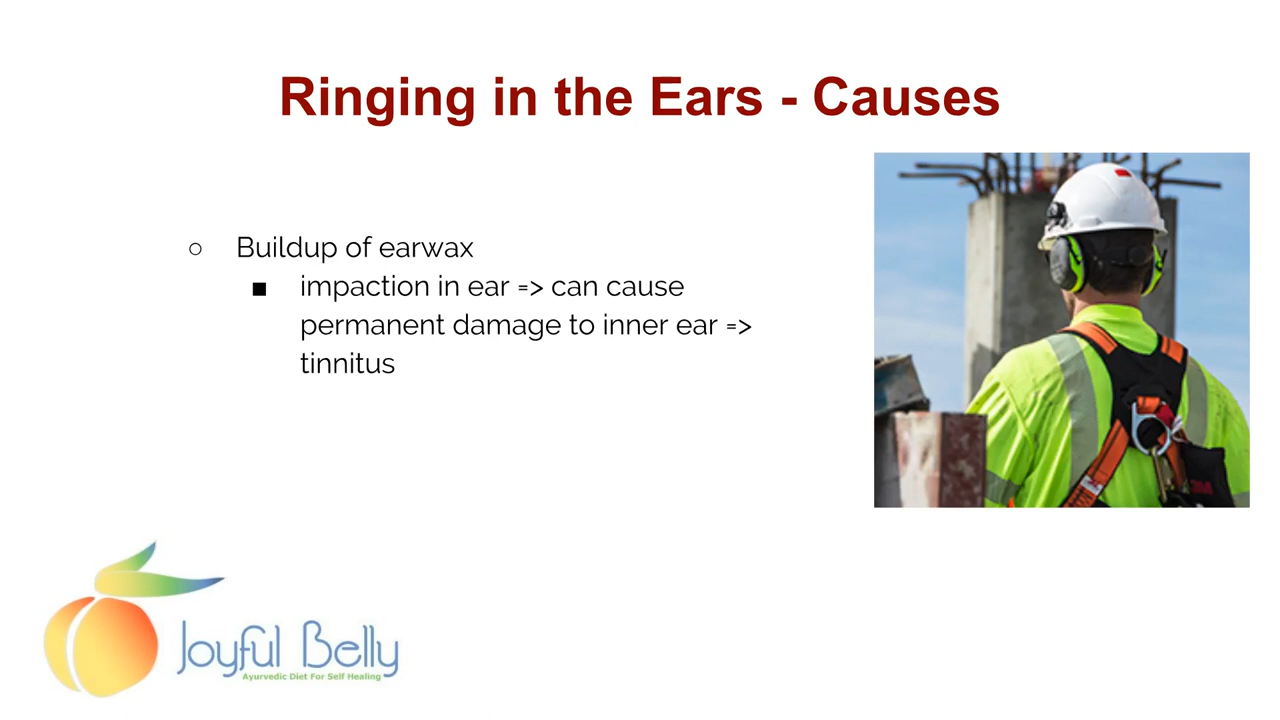 Ringing in the Ears - Causes
○ Buildup of earwax
■ impaction in ear => can cause
permanent damage to inner ear =>
tinnitus
3M
Joyful Belly
Ayurvedic Diet For Self Healing